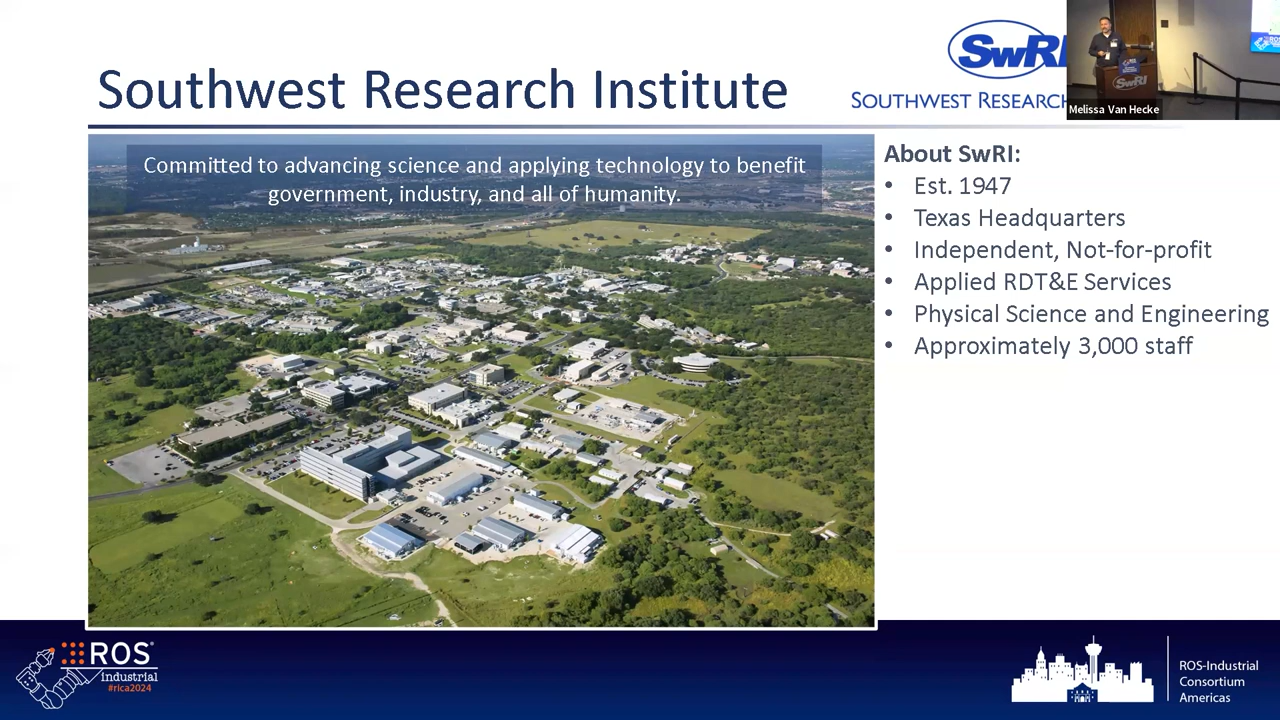 Southwest Research Institute
SwRI
SOUTHWEST RESEARCH
Melissa Van Hecke
SwRI
ROS
Committed to advancing science and applying technology to benefit
government, industry, and all of humanity.
About SwRI:
• Est. 1947
• Texas Headquarters
• Independent, Not-for-profit
• Applied RDT&E Services
• Physical Science and Engineering
• Approximately 3,000 staff
ROS
Industrial
#rica2024
ROS-Industrial
Consortium
Americas